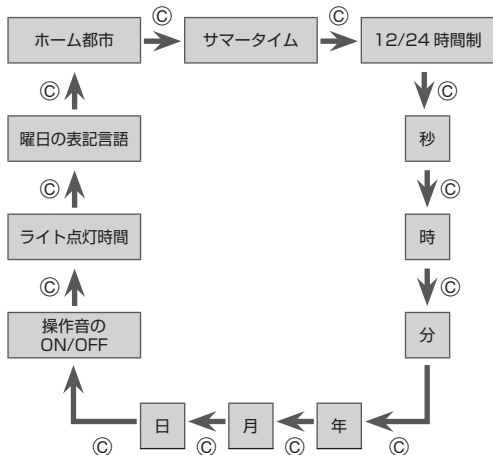 ホーム都市
Ⓒ
サマータイム
Ⓒ
12/24 時間制
Ⓒ
秒
Ⓒ
時
Ⓒ
分
Ⓒ
年
Ⓒ
月
Ⓒ
日
Ⓒ
操作音の
ON/OFF
Ⓒ
ライト点灯時間
Ⓒ
曜日の表記言語
Ⓒ